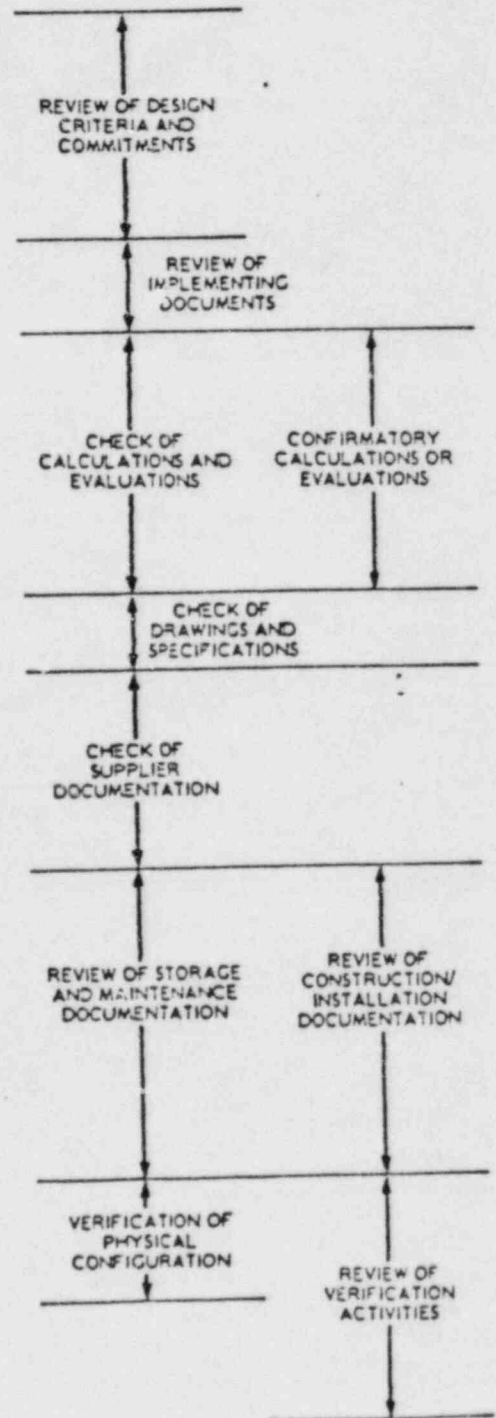 REVIEW OF DESIGN
CRITERIA AND
COMMITMENTS
REVIEW OF
IMPLEMENTING
DOCUMENTS
CHECK OF
CALCULATIONS AND
EVALUATIONS
CONFIRMATORY
CALCULATIONS OR
EVALUATIONS
CHECK OF
DRAWINGS AND
SPECIFICATIONS
CHECK OF
SUPPLIER
DOCUMENTATION
REVIEW OF STORAGE
AND MAINTENANCE
DOCUMENTATION
REVIEW OF
CONSTRUCTION/
INSTALLATION
DOCUMENTATION
VERIFICATION OF
PHYSICAL
CONFIGURATION
REVIEW OF
VERIFICATION
ACTIVITIES